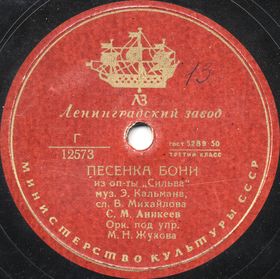 13
ЛЗ
Ленинградский завод
Г
12573
ГОСТ 5289-50
ТРЕТИЙ КЛАСС
ПЕСЕНКА БОНИ
из оп-ты „Сильва"
муз. Э. Кальмана,
сл. В. Михайлова
С. М. Аникеев
Орк. под упр.
М. Н. Жукова
МИНИСТЕРСТВО КУЛЬТУРЫ СССР